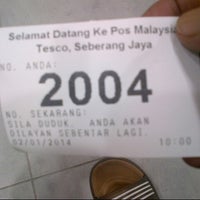 Selamat Datang Ke Pos Malaysia
Tesco, Seberang Jaya
NO. ANDA:
2004
NO. SEKARANG:
SILA DUDUK. ANDA AKAN
DILAYAN SEBENTAR LAGI.
02/01/2014 10:00